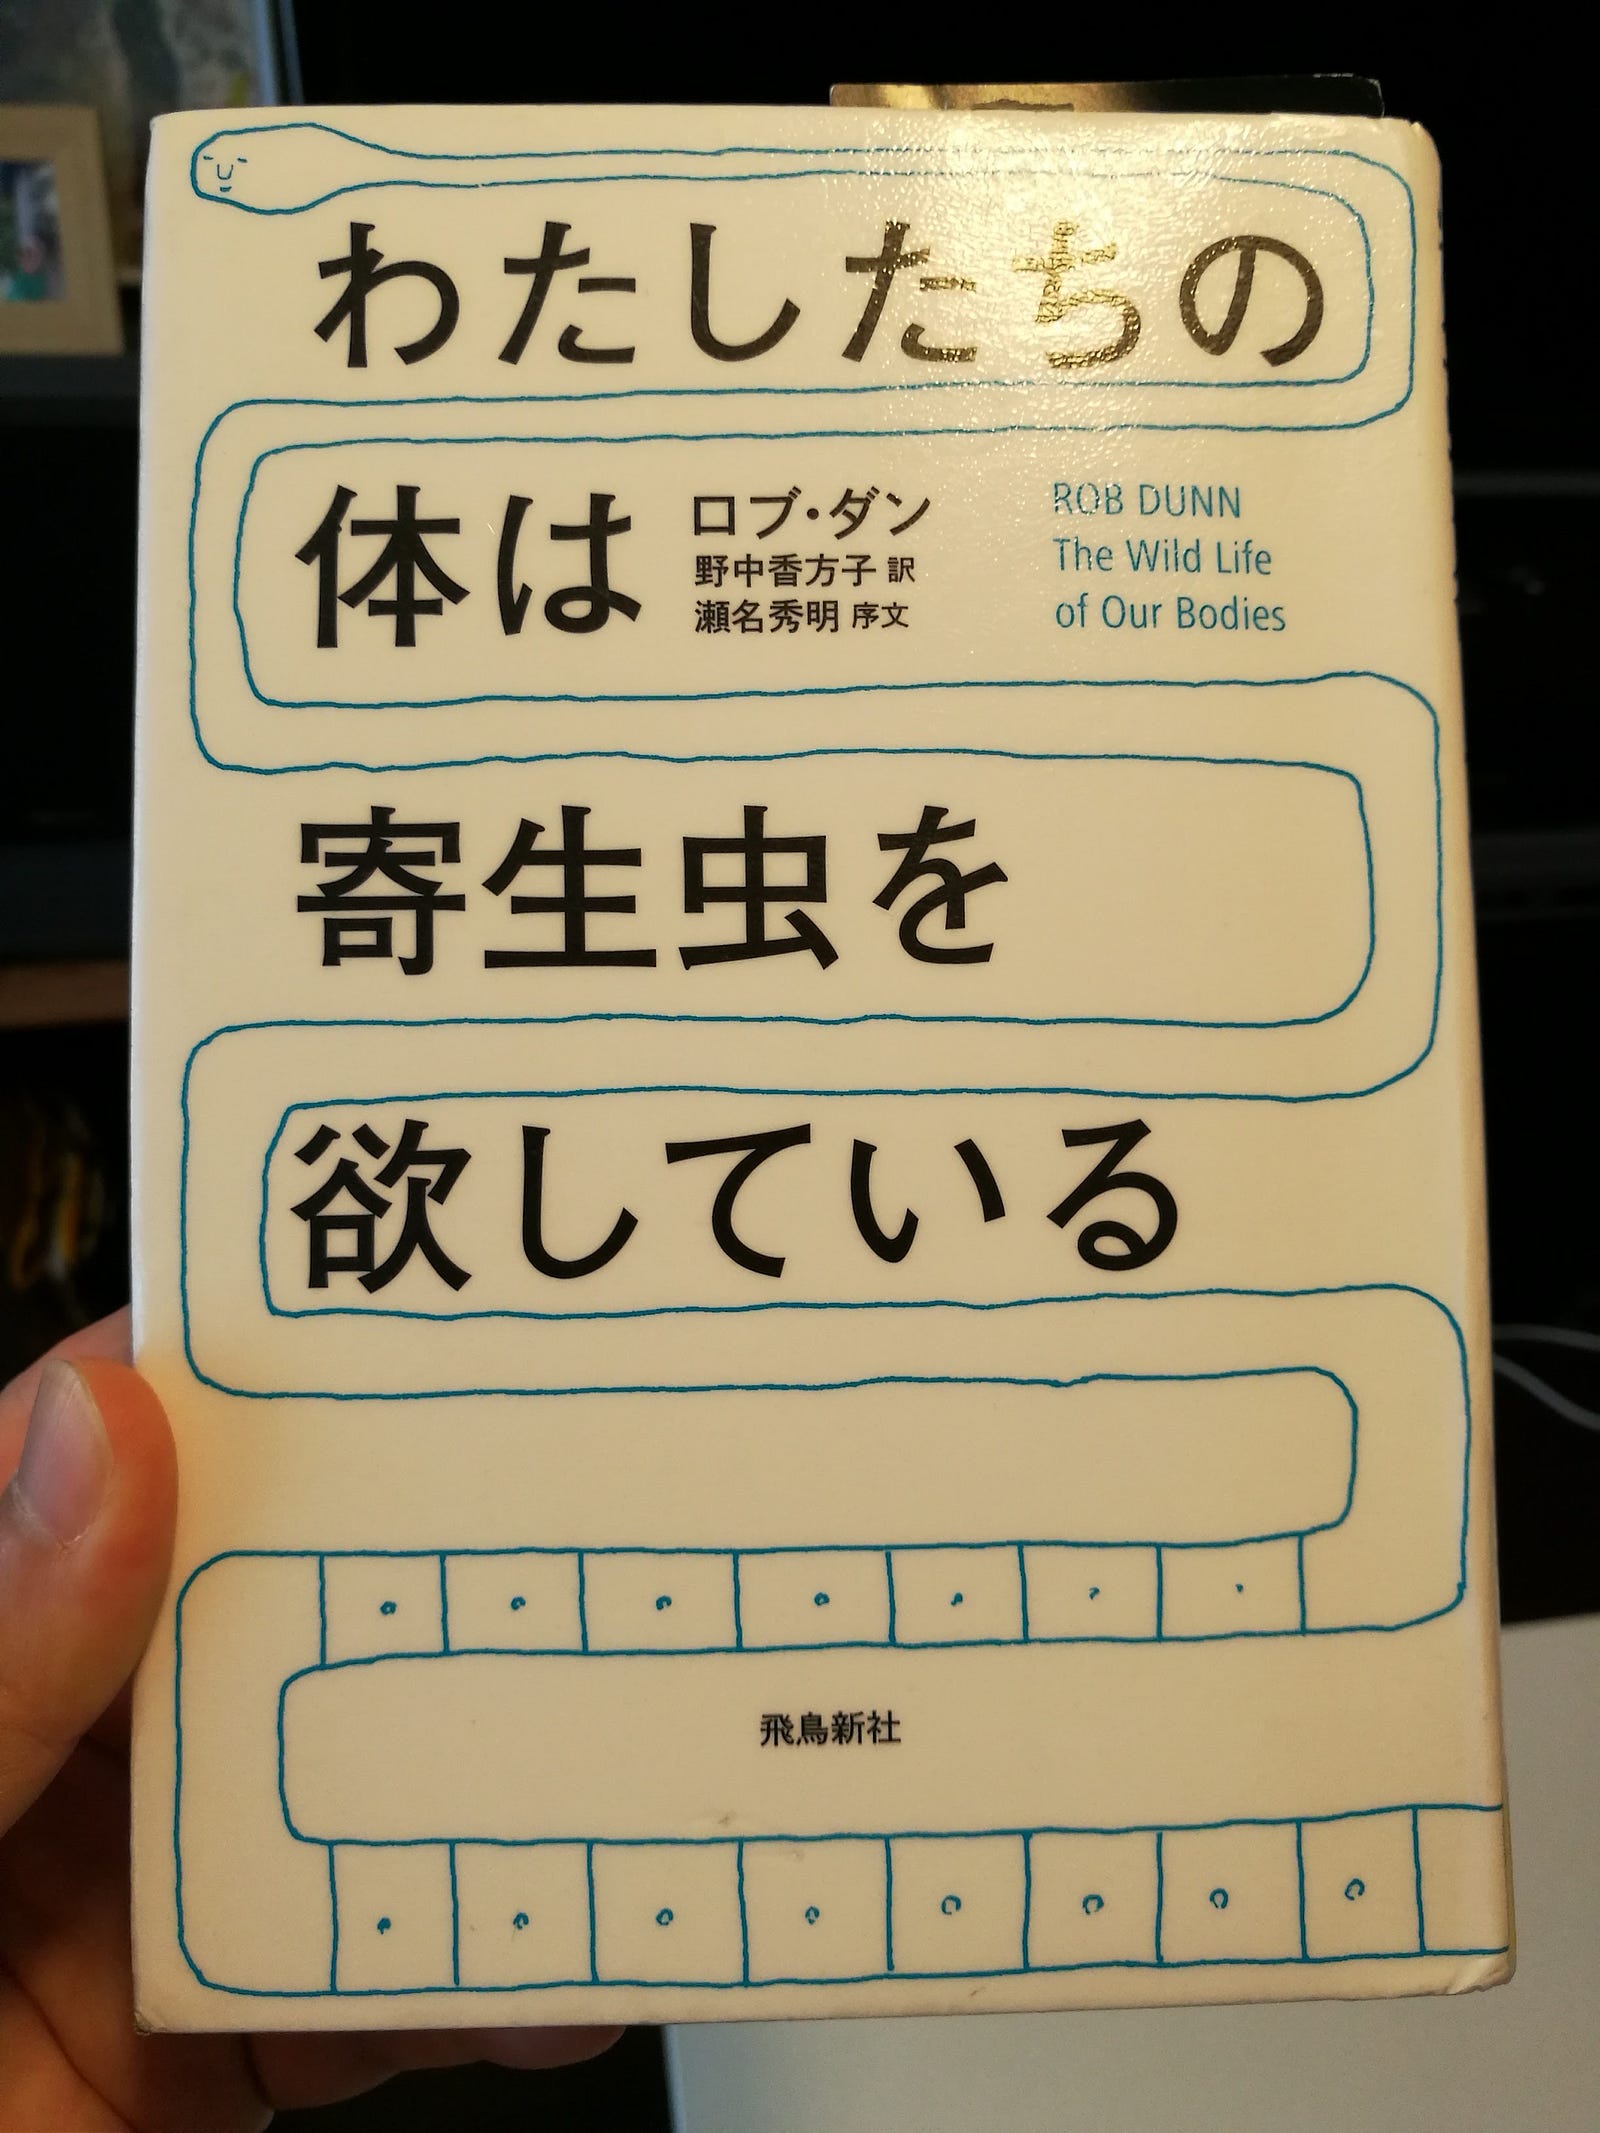 わたしたちの
体は
ロブ・ダン
野中香方子 訳
瀬名秀明 序文
ROB DUNN
The Wild Life
of Our Bodies
寄生虫を
欲している
飛鳥新社